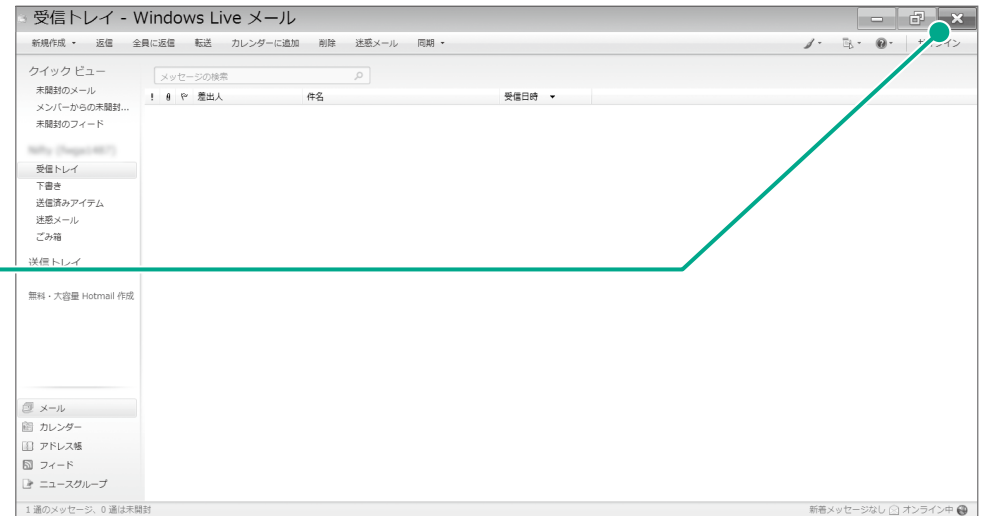 受信トレイ - Windows Live メール
新規作成 返信 全員に返信 転送 カレンダーに追加 削除 迷惑メール 同期
クイック ビュー
メッセージの検索
未開封のメール
! 差出人 件名 受信日時
メンバーからの未開封...
未開封のフィード
受信トレイ
下書き
送信済みアイテム
迷惑メール
ごみ箱
送信トレイ
無料・大容量 Hotmail 作成
メール
カレンダー
アドレス帳
フィード
ニュースグループ
1 通のメッセージ、0 通は未開封 新着メッセージなし オンライン中